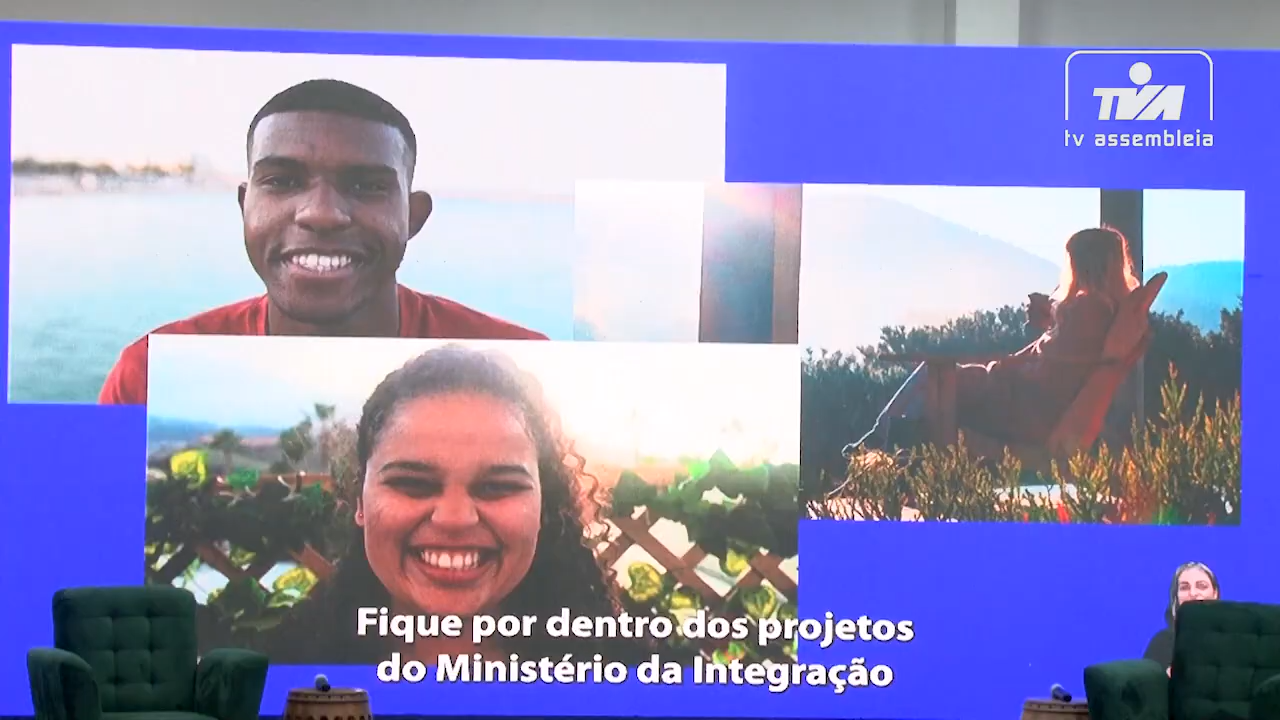 TVA
tv assembleia
Fique por dentro dos projetos
do Ministério da Integração